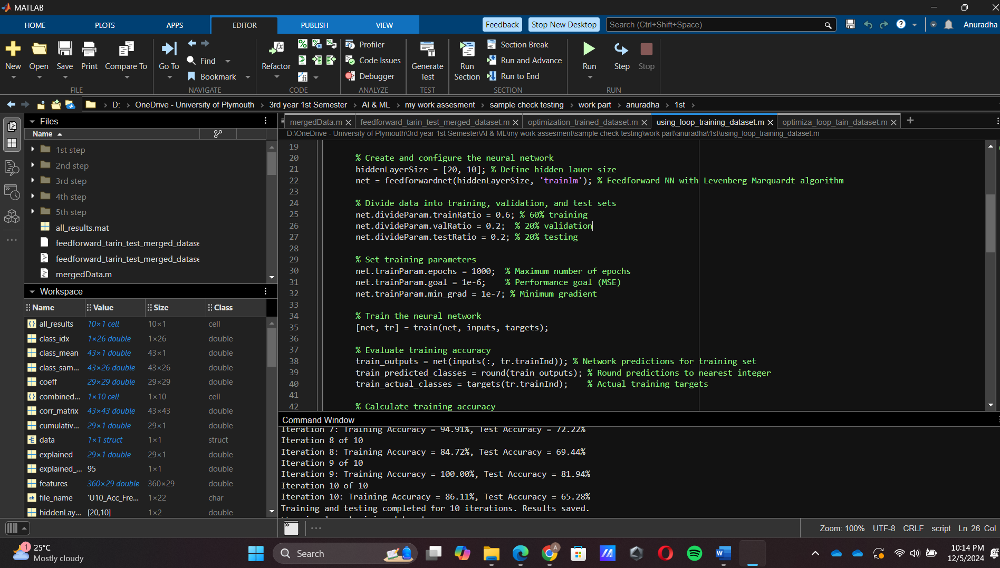 MATLAB
HOME PLOTS APPS EDITOR PUBLISH VIEW Feedback Stop New Desktop Search (Ctrl+Shift+Space) Anuradha
New Open Save Print Compare To Go To Find Bookmark Refactor Profiler Code Issues Debugger Generate Test Run Section Section Break Run and Advance Run to End Run Step Stop
FILE NAVIGATE CODE ANALYZE TEST SECTION RUN
D: › OneDrive - University of Plymouth › 3rd year 1st Semester › AI & ML › my work assesment › sample check testing › work part › anuradha › 1st ›
Files
Name
1st step
2nd step
3rd step
4th step
5th step
all_results.mat
feedforward_tarin_test_merged_datase
feedforward_tarin_test_merged_datase
mergedData.m
Workspace
Name Value Size Class
all_results 10×1 cell 10×1 cell
class_idx 1×26 double 1×26 double
class_mean 43×1 double 43×1 double
class_sam... 43×26 double 43×26 double
coeff 29×29 double 29×29 double
combined... 1×10 cell 1×10 cell
corr_matrix 43×43 double 43×43 double
cumulativ... 29×1 double 29×1 double
data 1×1 struct 1×1 struct
explained 29×1 double 29×1 double
explained_... 95 1×1 double
features 360×29 double 360×29 double
file_name 'U10_Acc_Fre... 1×22 char
hiddenLay... [20,10] 1×2 double
mergedData.m feedforward_tarin_test_merged_dataset.m optimization_trained_dataset.m using_loop_training_dataset.m optimiza_loop_tain_dataset.m
D:\OneDrive - University of Plymouth\3rd year 1st Semester\AI & ML\my work assesment\sample check testing\work part\anuradha\1st\using_loop_training_dataset.m
19
20 % Create and configure the neural network
21 hiddenLayerSize = [20, 10]; % Define hidden lauer size
22 net = feedforwardnet(hiddenLayerSize, 'trainlm'); % Feedforward NN with Levenberg-Marquardt algorithm
23
24 % Divide data into training, validation, and test sets
25 net.divideParam.trainRatio = 0.6; % 60% training
26 net.divideParam.valRatio = 0.2; % 20% validation
27 net.divideParam.testRatio = 0.2; % 20% testing
28
29 % Set training parameters
30 net.trainParam.epochs = 1000; % Maximum number of epochs
31 net.trainParam.goal = 1e-6; % Performance goal (MSE)
32 net.trainParam.min_grad = 1e-7; % Minimum gradient
33
34 % Train the neural network
35 [net, tr] = train(net, inputs, targets);
36
37 % Evaluate training accuracy
38 train_outputs = net(inputs(:, tr.trainInd)); % Network predictions for training set
39 train_predicted_classes = round(train_outputs); % Round predictions to nearest integer
40 train_actual_classes = targets(tr.trainInd); % Actual training targets
41
42 % Calculate training accuracy
Command Window
Iteration 7: Training Accuracy = 94.91%, Test Accuracy = 72.22%
Iteration 8 of 10
Iteration 8: Training Accuracy = 84.72%, Test Accuracy = 69.44%
Iteration 9 of 10
Iteration 9: Training Accuracy = 100.00%, Test Accuracy = 81.94%
Iteration 10 of 10
Iteration 10: Training Accuracy = 86.11%, Test Accuracy = 65.28%
Training and testing completed for 10 iterations. Results saved.
Zoom: 100% UTF-8 CRLF script Ln 26 Col
1 25°C
Mostly cloudy
Search
10:14 PM
12/5/2024